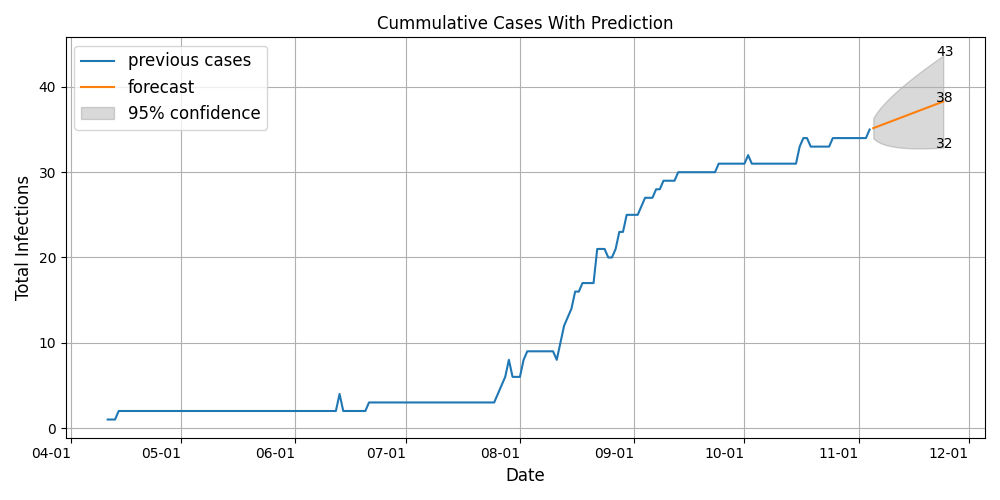 Cummulative Cases With Prediction
previous cases
forecast
95% confidence
43
38
32
40
30
20
10
0
Total Infections
04-01 05-01 06-01 07-01 08-01 09-01 10-01 11-01 12-01
Date